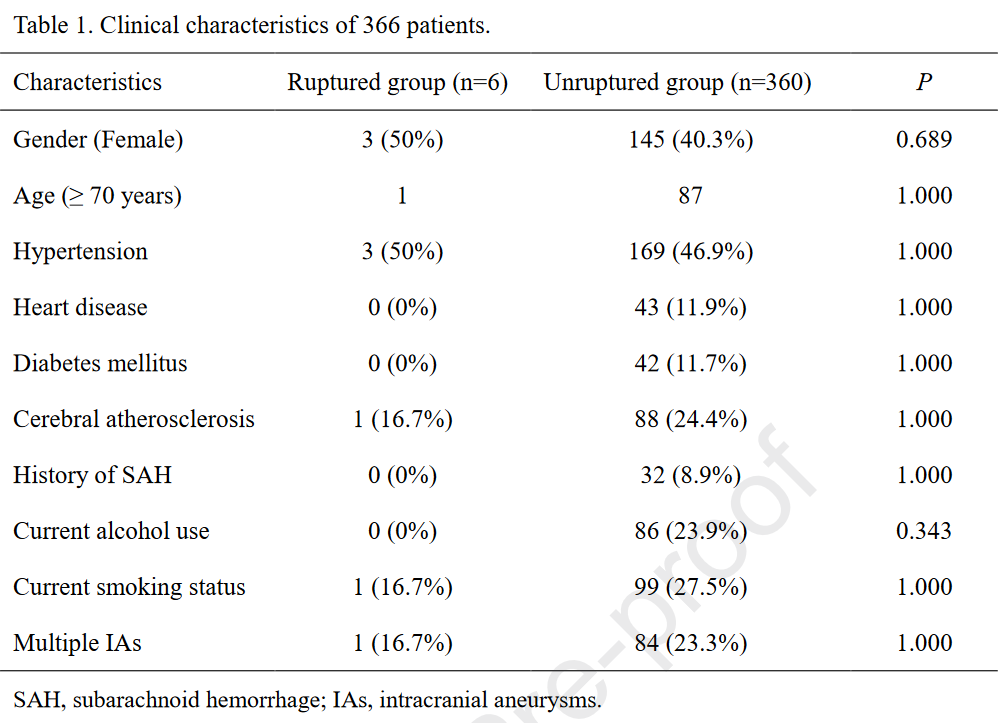 Table 1. Clinical characteristics of 366 patients.
Characteristics Ruptured group (n=6) Unruptured group (n=360) P
Gender (Female) 3 (50%) 145 (40.3%) 0.689
Age (≥ 70 years) 1 87 1.000
Hypertension 3 (50%) 169 (46.9%) 1.000
Heart disease 0 (0%) 43 (11.9%) 1.000
Diabetes mellitus 0 (0%) 42 (11.7%) 1.000
Cerebral atherosclerosis 1 (16.7%) 88 (24.4%) 1.000
History of SAH 0 (0%) 32 (8.9%) 1.000
Current alcohol use 0 (0%) 86 (23.9%) 0.343
Current smoking status 1 (16.7%) 99 (27.5%) 1.000
Multiple IAs 1 (16.7%) 84 (23.3%) 1.000
SAH, subarachnoid hemorrhage; IAs, intracranial aneurysms.
re-proof